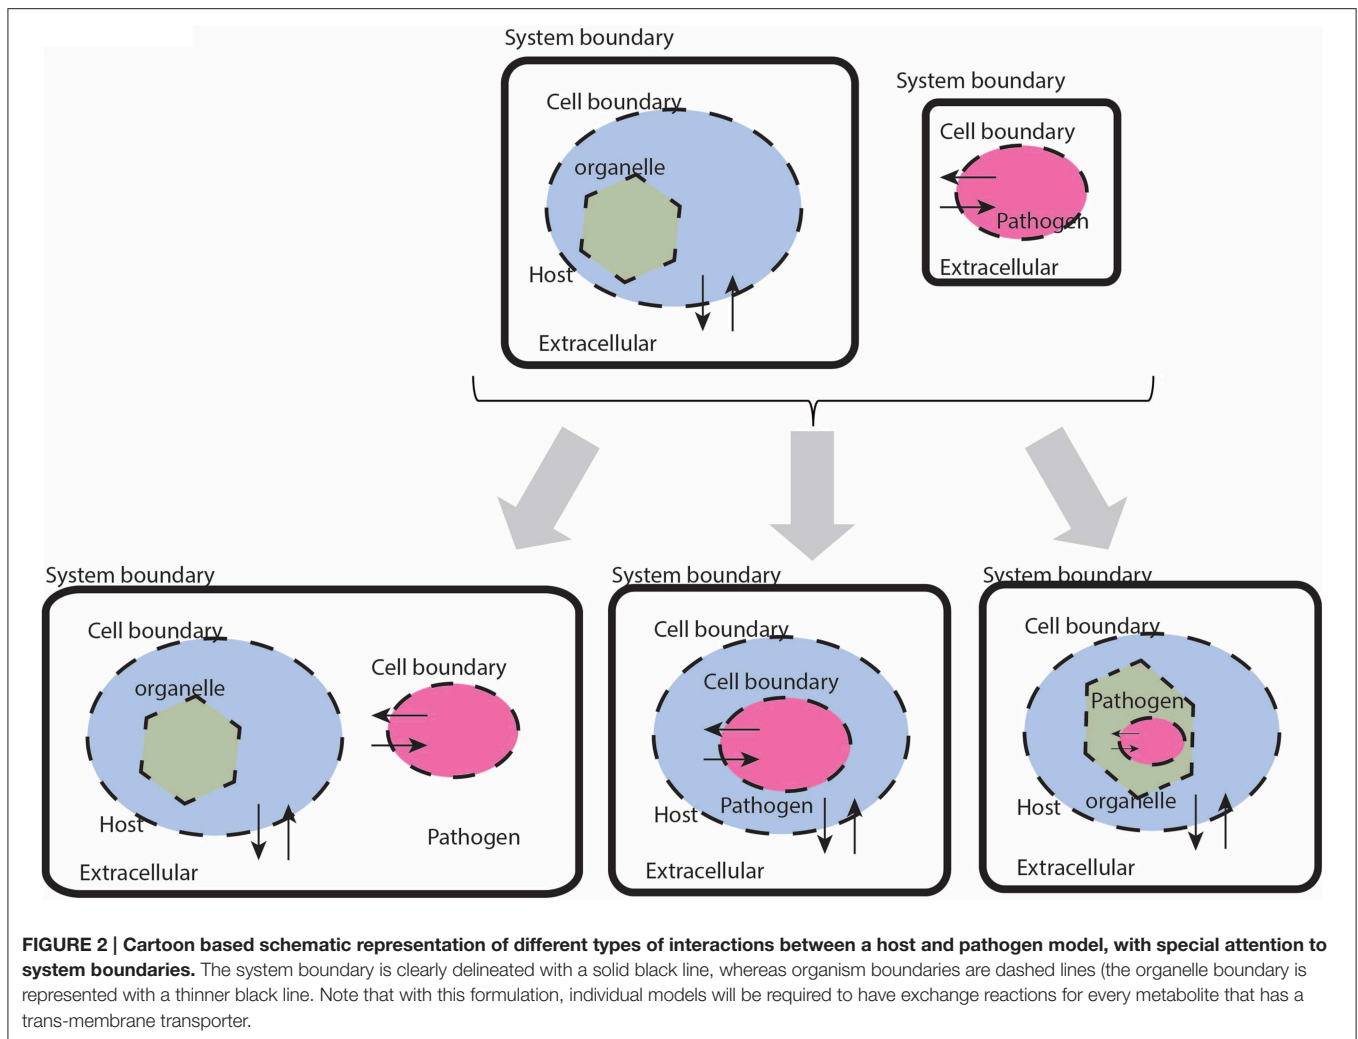 System boundary
Cell boundary
organelle
Host
Extracellular
System boundary
Cell boundary
Pathogen
Extracellular
System boundary
Cell boundary
organelle
Host
Extracellular
Cell boundary
Pathogen
System boundary
Cell boundary
Cell boundary
Pathogen
Host
Extracellular
System boundary
Cell boundary
Pathogen
organelle
Host
Extracellular
FIGURE 2 | Cartoon based schematic representation of different types of interactions between a host and pathogen model, with special attention to
system boundaries. The system boundary is clearly delineated with a solid black line, whereas organism boundaries are dashed lines (the organelle boundary is
represented with a thinner black line. Note that with this formulation, individual models will be required to have exchange reactions for every metabolite that has a
trans-membrane transporter.